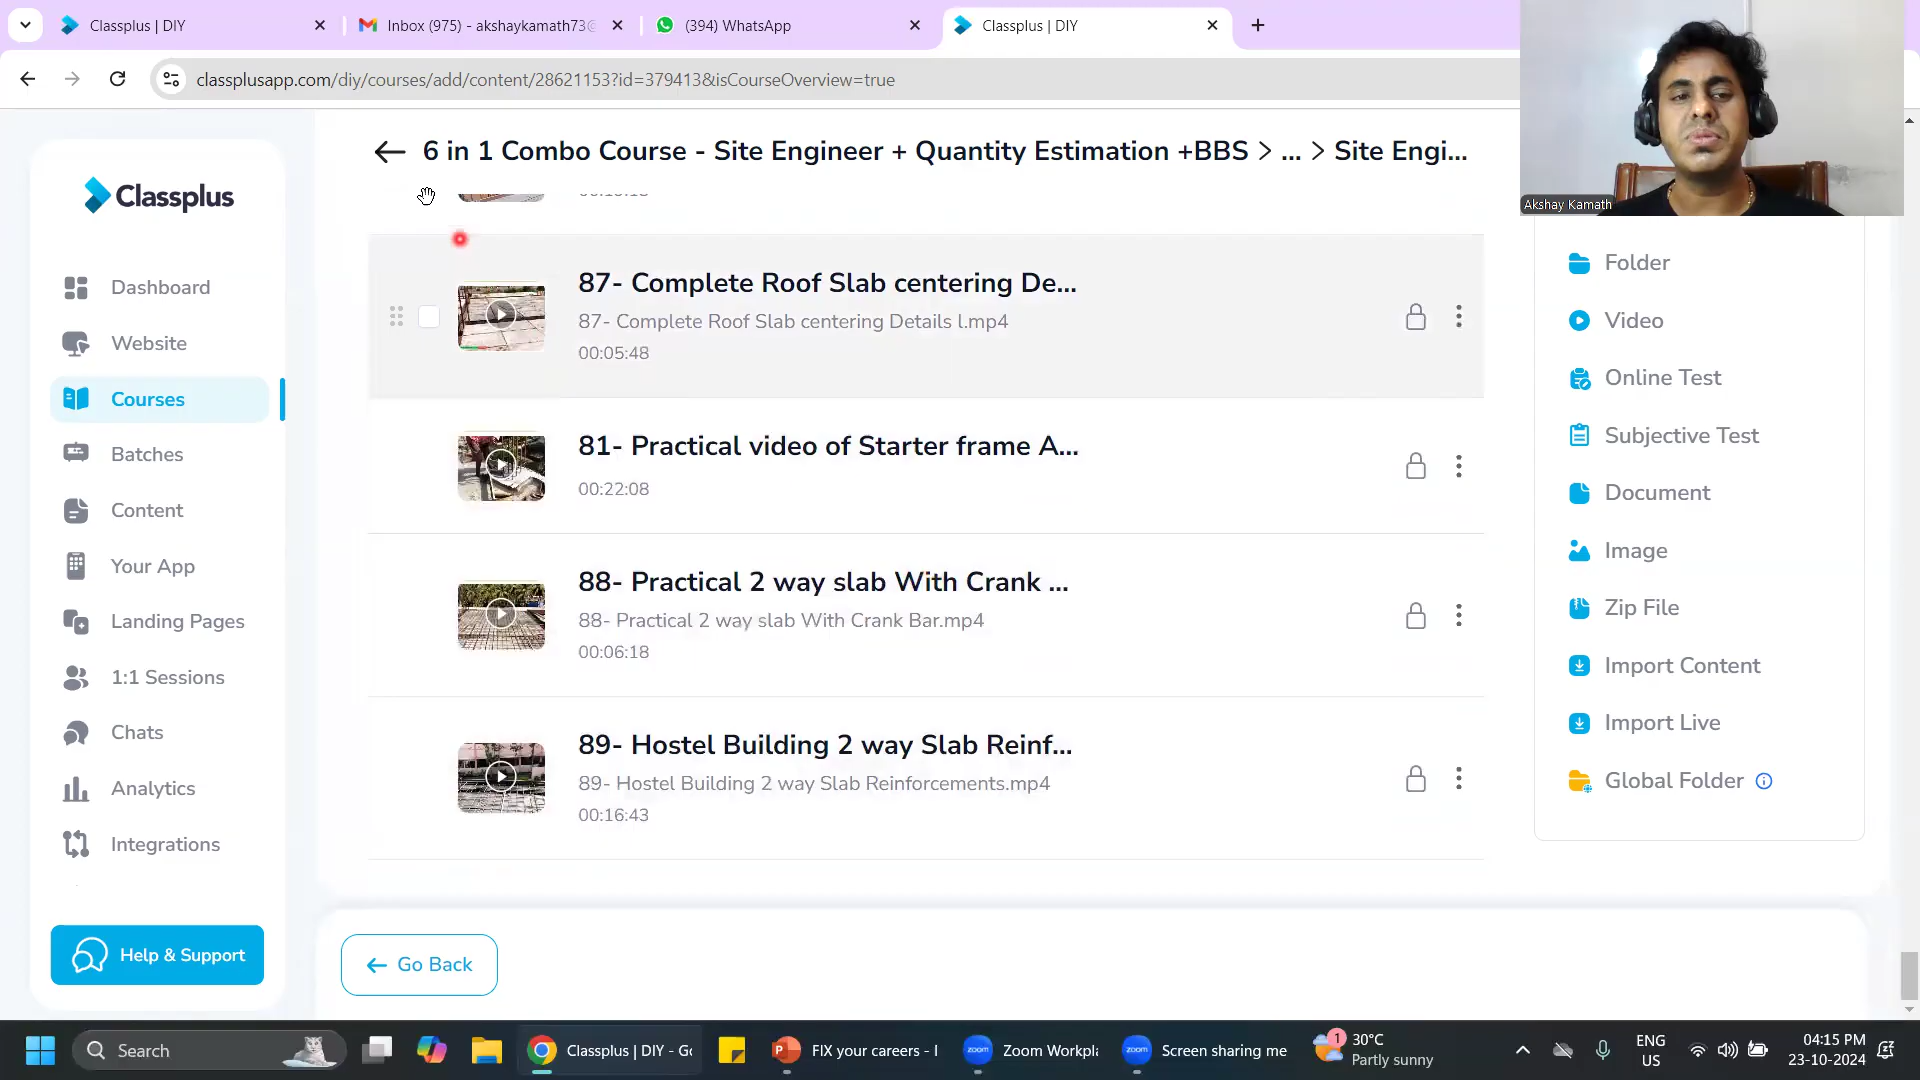 Classplus | DIY
Inbox (975) - akshaykamath73@
(394) WhatsApp
Classplus | DIY
classplusapp.com/diy/courses/add/content/28621153?id=379413&isCourseOverview=true
Akshay Kamath
Classplus
Dashboard
Website
Courses
Batches
Content
Your App
Landing Pages
1:1 Sessions
Chats
Analytics
Integrations
Help & Support
6 in 1 Combo Course - Site Engineer + Quantity Estimation +BBS > ... > Site Engi...
87- Complete Roof Slab centering De...
87- Complete Roof Slab centering Details l.mp4
00:05:48
81- Practical video of Starter frame A...
00:22:08
88- Practical 2 way slab With Crank ...
88- Practical 2 way slab With Crank Bar.mp4
00:06:18
89- Hostel Building 2 way Slab Reinf...
89- Hostel Building 2 way Slab Reinforcements.mp4
00:16:43
Go Back
Folder
Video
Online Test
Subjective Test
Document
Image
Zip File
Import Content
Import Live
Global Folder
Search
Classplus | DIY - Go
FIX your careers - 
zoom
Zoom Workpl
zoom
Screen sharing me
1
30°C
Partly sunny
ENG
US
04:15 PM
23-10-2024